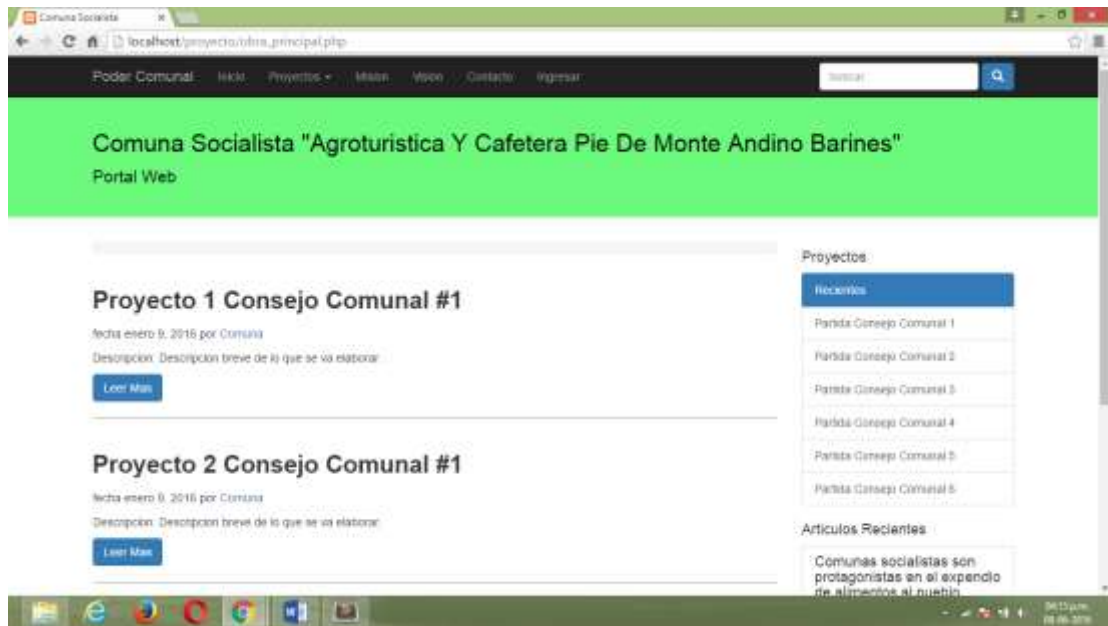 Comuna Socialista
localhost/proyecto/obra_principal.php
Poder Comunal Inicio Proyectos Mision Vision Contacto Ingresar buscar
Comuna Socialista "Agroturistica Y Cafetera Pie De Monte Andino Barines"
Portal Web
Proyecto 1 Consejo Comunal #1
fecha enero 9, 2016 por Comuna
Descripcion: Descripcion breve de lo que se va elaborar
Leer Mas
Proyecto 2 Consejo Comunal #1
fecha enero 9, 2016 por Comuna
Descripcion: Descripcion breve de lo que se va elaborar
Leer Mas
Proyectos
Recientes
Partida Consejo Comunal 1
Partida Consejo Comunal 2
Partida Consejo Comunal 3
Partida Consejo Comunal 4
Partida Consejo Comunal 5
Partida Consejo Comunal 6
Articulos Recientes
Comunas socialistas son
protagonistas en el expendio
de alimentos al pueblo